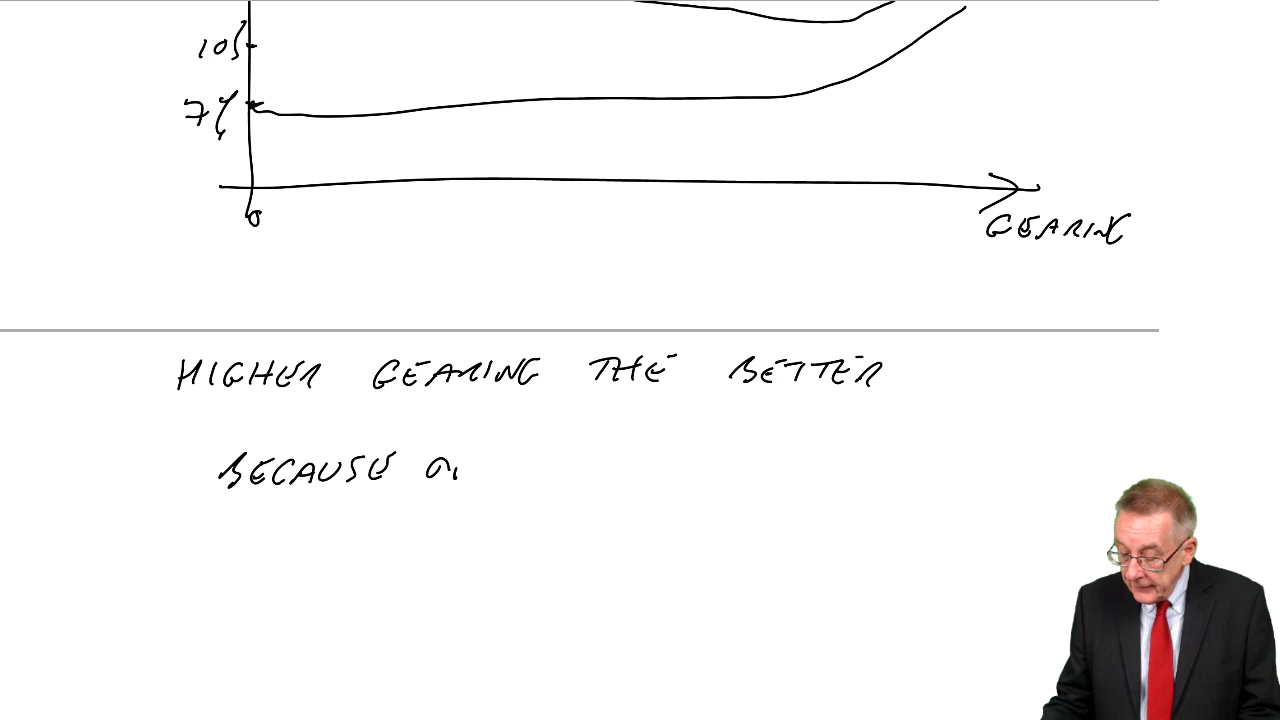 10%
7%
0
GEARING
HIGHER GEARING THE BETTER
BECAUSE